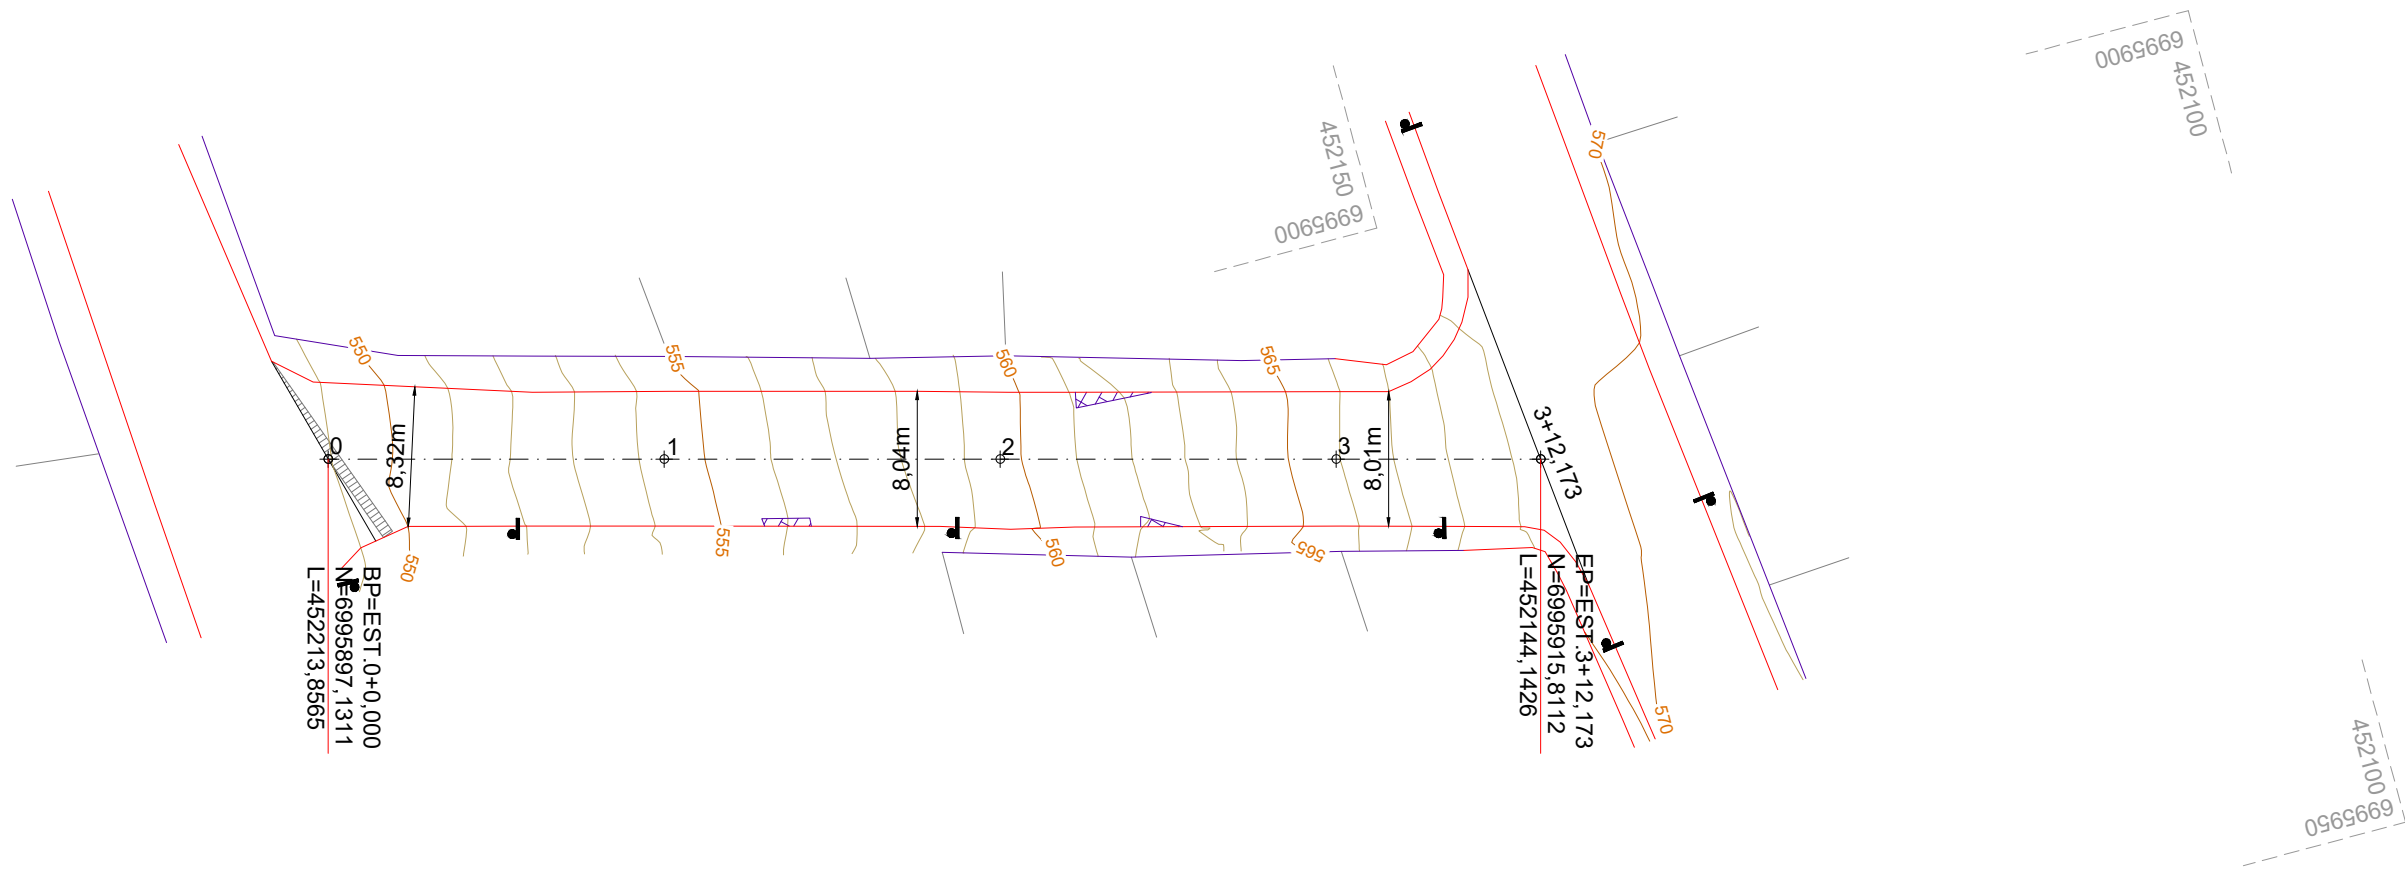 6995900
452100
452150
6995900
570
550
555
560
565
0
1
2
3
3+12,173
8,32m
8,04m
8,01m
550
555
560
565
BP=EST.0+0,000
N=6995897,1311
L=452213,8565
EP=EST.3+12,173
N=6995915,8112
L=452144,1426
570
452100
6995950